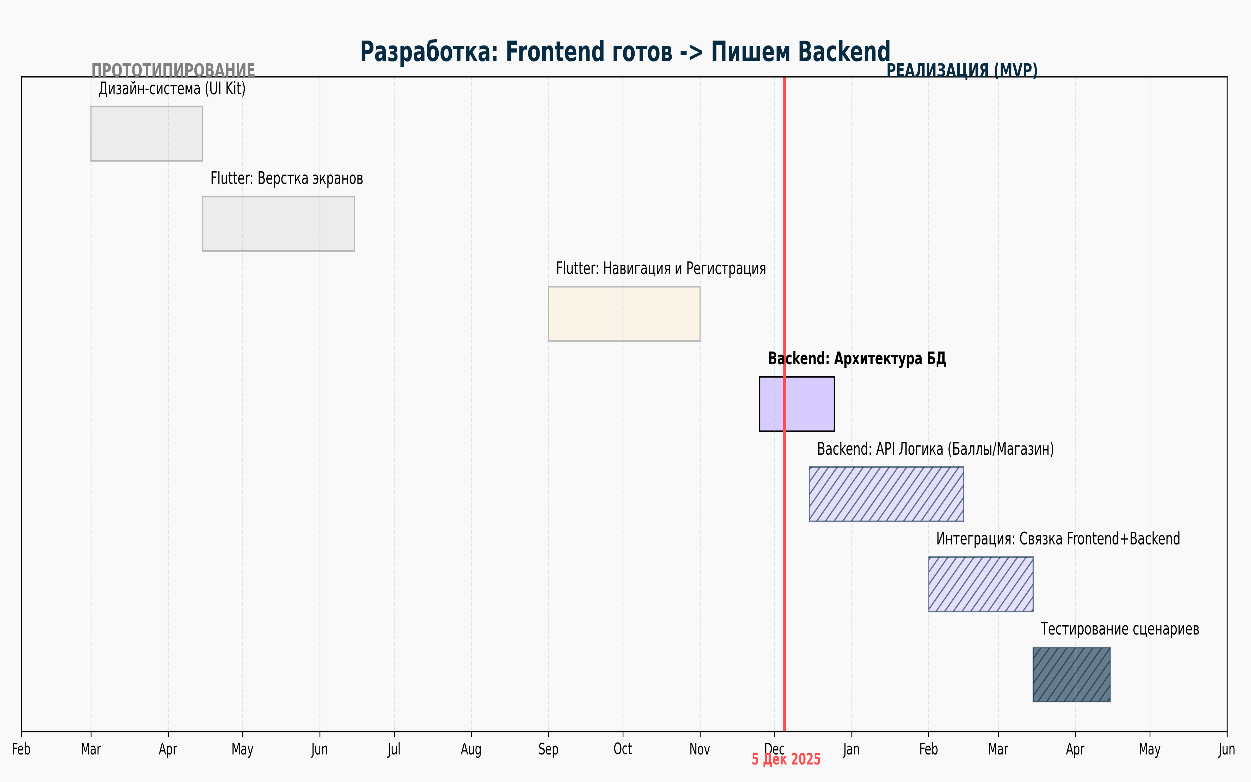 Разработка: Frontend готов -> Пишем Backend
ПРОТОТИПИРОВАНИЕ
РЕАЛИЗАЦИЯ (MVP)
Дизайн-система (UI Kit)
Flutter: Верстка экранов
Flutter: Навигация и Регистрация
Backend: Архитектура БД
Backend: API Логика (Баллы/Магазин)
Интеграция: Связка Frontend+Backend
Тестирование сценариев
Feb Mar Apr May Jun Jul Aug Sep Oct Nov Dec Jan Feb Mar Apr May Jun
5 Дек 2025